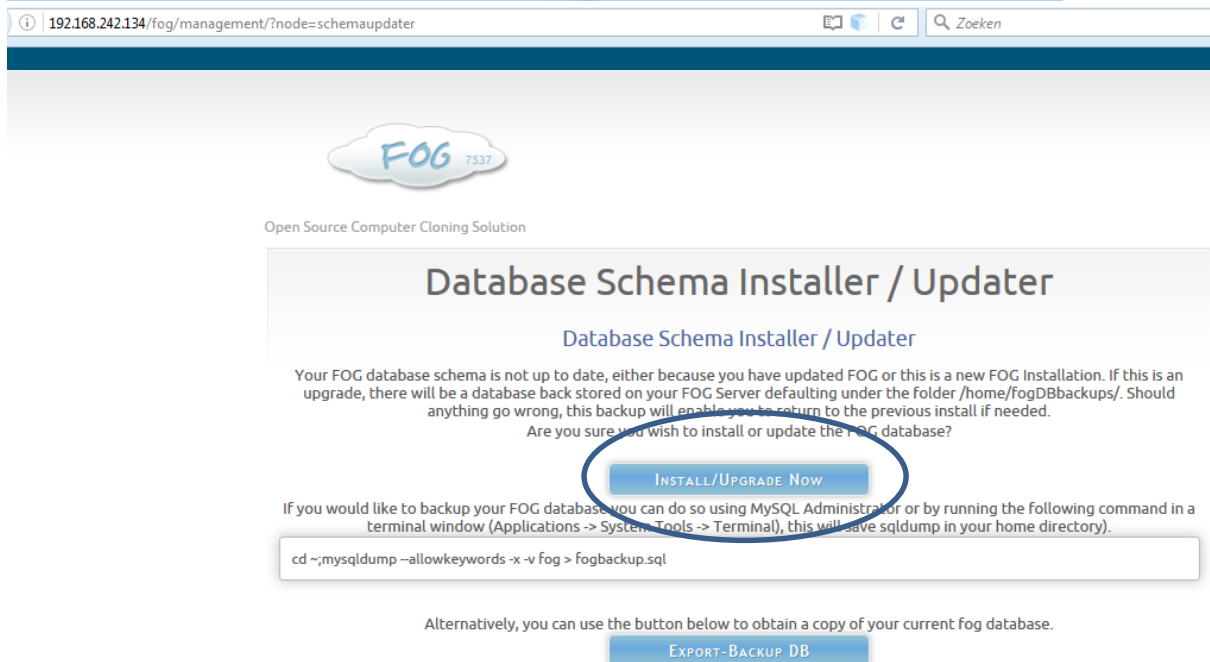 192.168.242.134/fog/management/?node=schemaupdater
Zoeken
FOG 7537
Open Source Computer Cloning Solution
Database Schema Installer / Updater
Database Schema Installer / Updater
Your FOG database schema is not up to date, either because you have updated FOG or this is a new FOG Installation. If this is an
upgrade, there will be a database back stored on your FOG Server defaulting under the folder /home/fogDBbackups/. Should
anything go wrong, this backup will enable you to return to the previous install if needed.
Are you sure you wish to install or update the FOG database?
Install/Upgrade Now
If you would like to backup your FOG database you can do so using MySQL Administrator or by running the following command in a
terminal window (Applications -> System Tools -> Terminal), this will save sqldump in your home directory).
cd ~;mysqldump --allowkeywords -x -v fog > fogbackup.sql
Alternatively, you can use the button below to obtain a copy of your current fog database.
Export-Backup DB